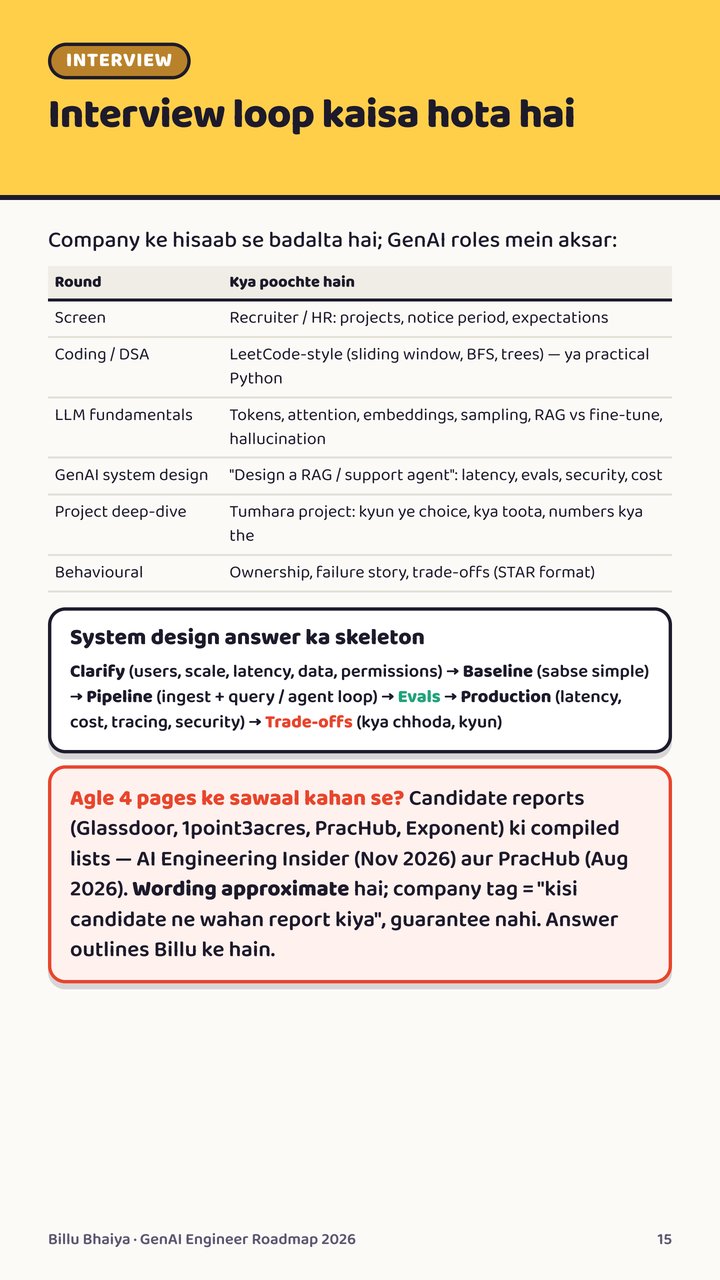 INTERVIEW
Interview loop kaisa hota hai
Company ke hisaab se badalta hai; GenAI roles mein aksar:
Round Kya poochte hain
Screen Recruiter / HR: projects, notice period, expectations
Coding / DSA LeetCode-style (sliding window, BFS, trees) — ya practical
Python
LLM fundamentals Tokens, attention, embeddings, sampling, RAG vs fine-tune,
hallucination
GenAI system design "Design a RAG / support agent": latency, evals, security, cost
Project deep-dive Tumhara project: kyun ye choice, kya toota, numbers kya
the
Behavioural Ownership, failure story, trade-offs (STAR format)
System design answer ka skeleton
Clarify (users, scale, latency, data, permissions) → Baseline (sabse simple)
→ Pipeline (ingest + query / agent loop) → Evals → Production (latency,
cost, tracing, security) → Trade-offs (kya chhoda, kyun)
Agle 4 pages ke sawaal kahan se? Candidate reports
(Glassdoor, 1point3acres, PracHub, Exponent) ki compiled
lists — AI Engineering Insider (Nov 2026) aur PracHub (Aug
2026). Wording approximate hai; company tag = "kisi
candidate ne wahan report kiya", guarantee nahi. Answer
outlines Billu ke hain.
Billu Bhaiya · GenAI Engineer Roadmap 2026 15